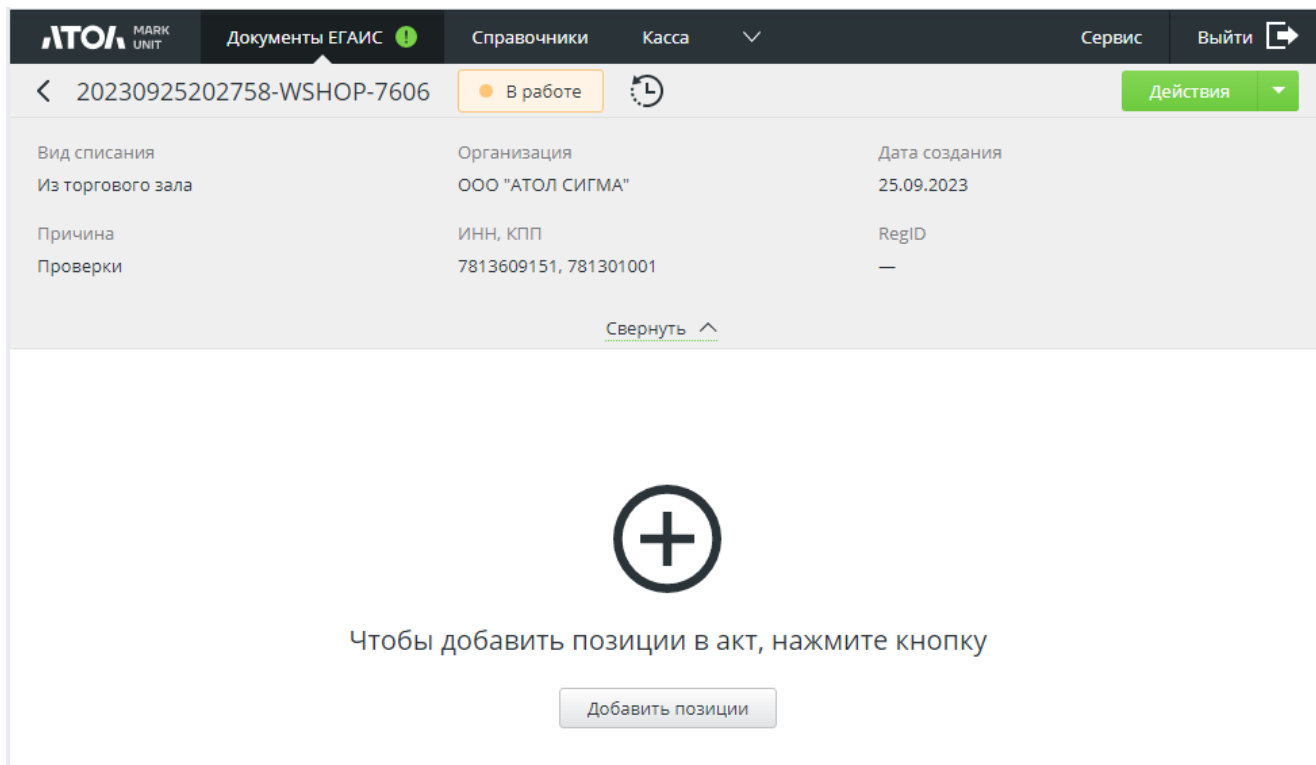 АТОЛ MARK UNIT Документы ЕГАИС Справочники Касса Сервис Выйти
20230925202758-WSHOP-7606 В работе Действия
Вид списания Организация Дата создания
Из торгового зала ООО "АТОЛ СИГМА" 25.09.2023
Причина ИНН, КПП RegID
Проверки 7813609151, 781301001 —
Свернуть
Чтобы добавить позиции в акт, нажмите кнопку
Добавить позиции